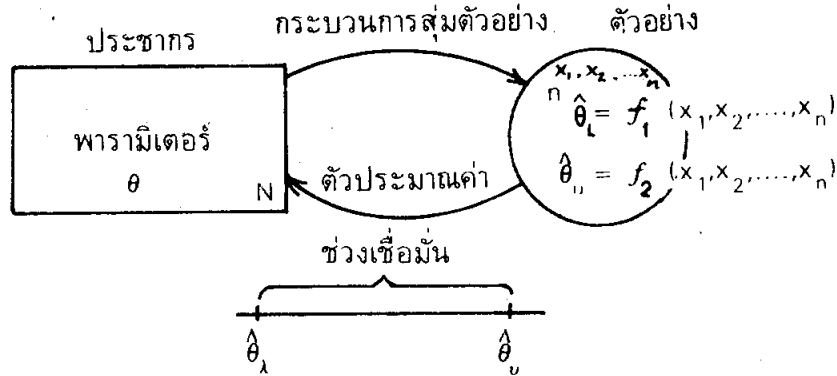 ประชากร
กระบวนการสุ่มตัวอย่าง
ตัวอย่าง
x₁, x₂ ....xₙ
n
θ̂_L = f₁ (x₁,x₂,....,xₙ)
พารามิเตอร์
θ
N
ตัวประมาณค่า
θ̂_υ = f₂ (x₁,x₂,....,xₙ)
ช่วงเชื่อมั่น
θ̂_λ θ̂_υ